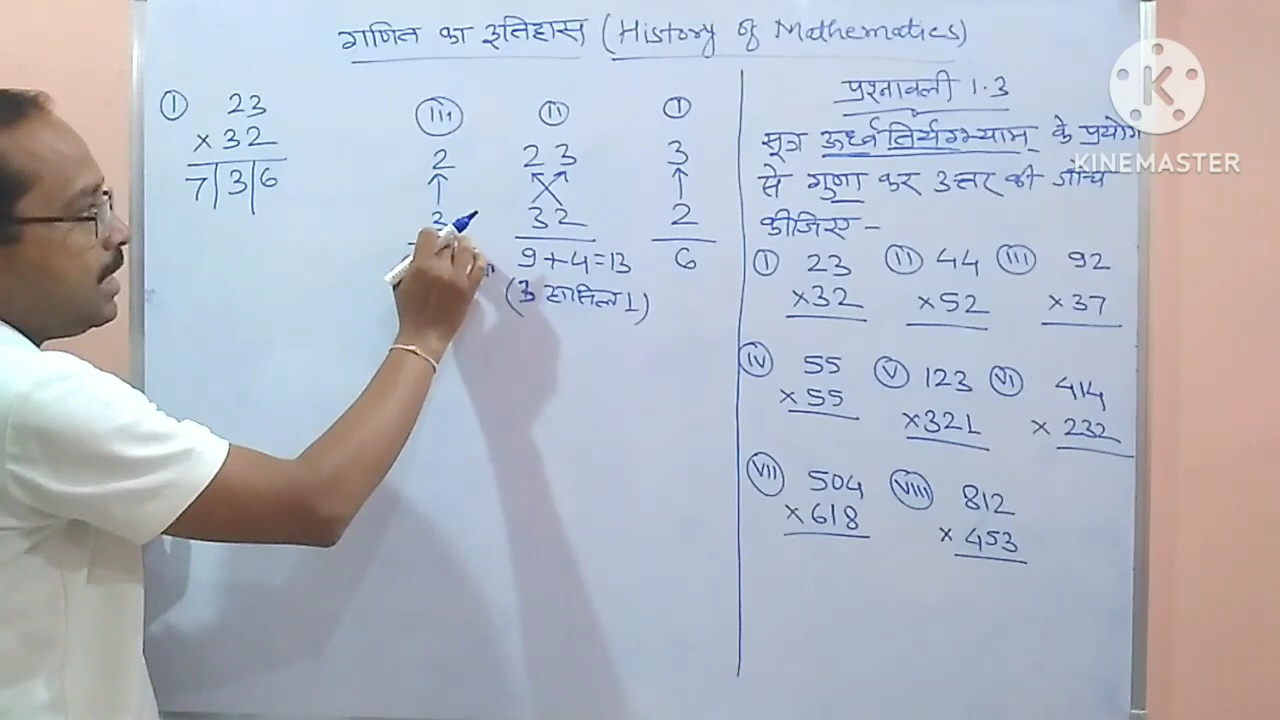 गणित का इतिहास (History of Mathematics)
I 23
× 32
7/3/6
III II I
2 23 3
3 32 2
9+4=13 6
(3 हासिल 1)
प्रश्नावली 1.3
सूत्र ऊर्ध्वतिर्यग्भ्याम् के प्रयोग
से गुणा कर उत्तर की जाँच
कीजिए -
I 23 II 44 III 92
×32 ×52 ×37
IV 55 V 123 VI 414
×55 ×321 × 232
VII 504 VIII 812
×618 × 453
K
KINEMASTER